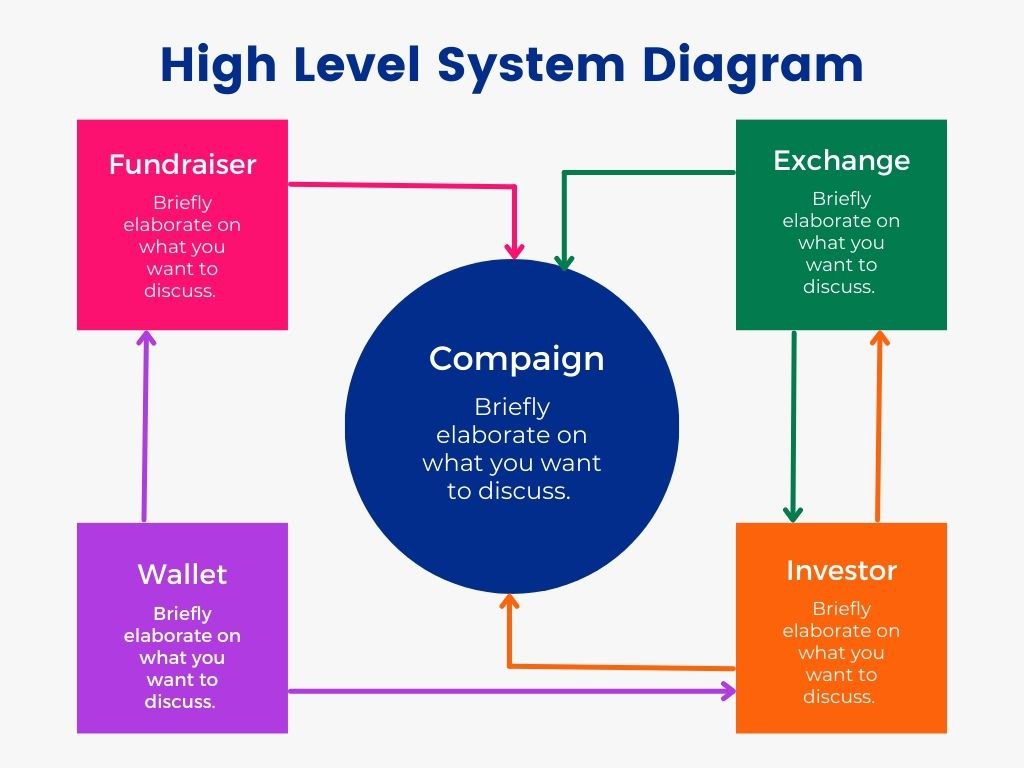 High Level System Diagram
Fundraiser
Briefly
elaborate on
what you
want to
discuss.
Exchange
Briefly
elaborate on
what you
want to
discuss.
Compaign
Briefly
elaborate on
what you want
to discuss.
Wallet
Briefly
elaborate on
what you
want to
discuss.
Investor
Briefly
elaborate on
what you
want to
discuss.